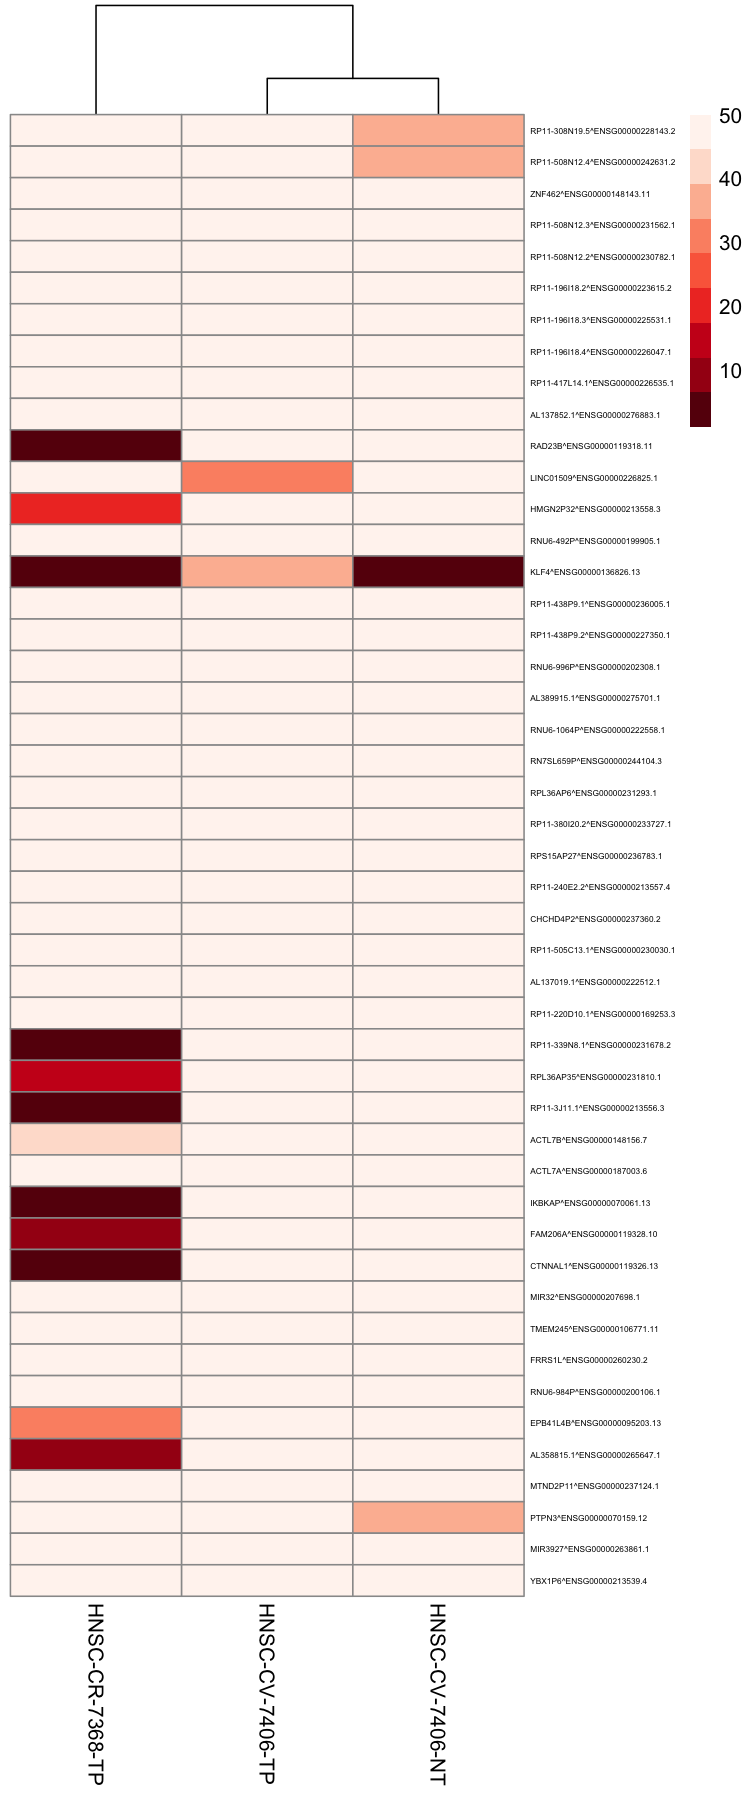 50
RP11-308N19.5^ENSG00000228143.2
RP11-508N12.4^ENSG00000242631.2
40
ZNF462^ENSG00000148143.11
RP11-508N12.3^ENSG00000231562.1
30
RP11-508N12.2^ENSG00000230782.1
RP11-196I18.2^ENSG00000223615.2
20
RP11-196I18.3^ENSG00000225531.1
RP11-196I18.4^ENSG00000226047.1
10
RP11-417L14.1^ENSG00000226535.1
AL137852.1^ENSG00000276883.1
RAD23B^ENSG00000119318.11
LINC01509^ENSG00000226825.1
HMGN2P32^ENSG00000213558.3
RNU6-492P^ENSG00000199905.1
KLF4^ENSG00000136826.13
RP11-438P9.1^ENSG00000236005.1
RP11-438P9.2^ENSG00000227350.1
RNU6-996P^ENSG00000202308.1
AL389915.1^ENSG00000275701.1
RNU6-1064P^ENSG00000222558.1
RN7SL659P^ENSG00000244104.3
RPL36AP6^ENSG00000231293.1
RP11-380I20.2^ENSG00000233727.1
RPS15AP27^ENSG00000236783.1
RP11-240E2.2^ENSG00000213557.4
CHCHD4P2^ENSG00000237360.2
RP11-505C13.1^ENSG00000230030.1
AL137019.1^ENSG00000222512.1
RP11-220D10.1^ENSG00000169253.3
RP11-339N8.1^ENSG00000231678.2
RPL36AP35^ENSG00000231810.1
RP11-3J11.1^ENSG00000213556.3
ACTL7B^ENSG00000148156.7
ACTL7A^ENSG00000187003.6
IKBKAP^ENSG00000070061.13
FAM206A^ENSG00000119328.10
CTNNAL1^ENSG00000119326.13
MIR32^ENSG00000207698.1
TMEM245^ENSG00000106771.11
FRRS1L^ENSG00000260230.2
RNU6-984P^ENSG00000200106.1
EPB41L4B^ENSG00000095203.13
AL358815.1^ENSG00000265647.1
MTND2P11^ENSG00000237124.1
PTPN3^ENSG00000070159.12
MIR3927^ENSG00000263861.1
YBX1P6^ENSG00000213539.4
HNSC-CR-7368-TP
HNSC-CV-7406-TP
HNSC-CV-7406-NT